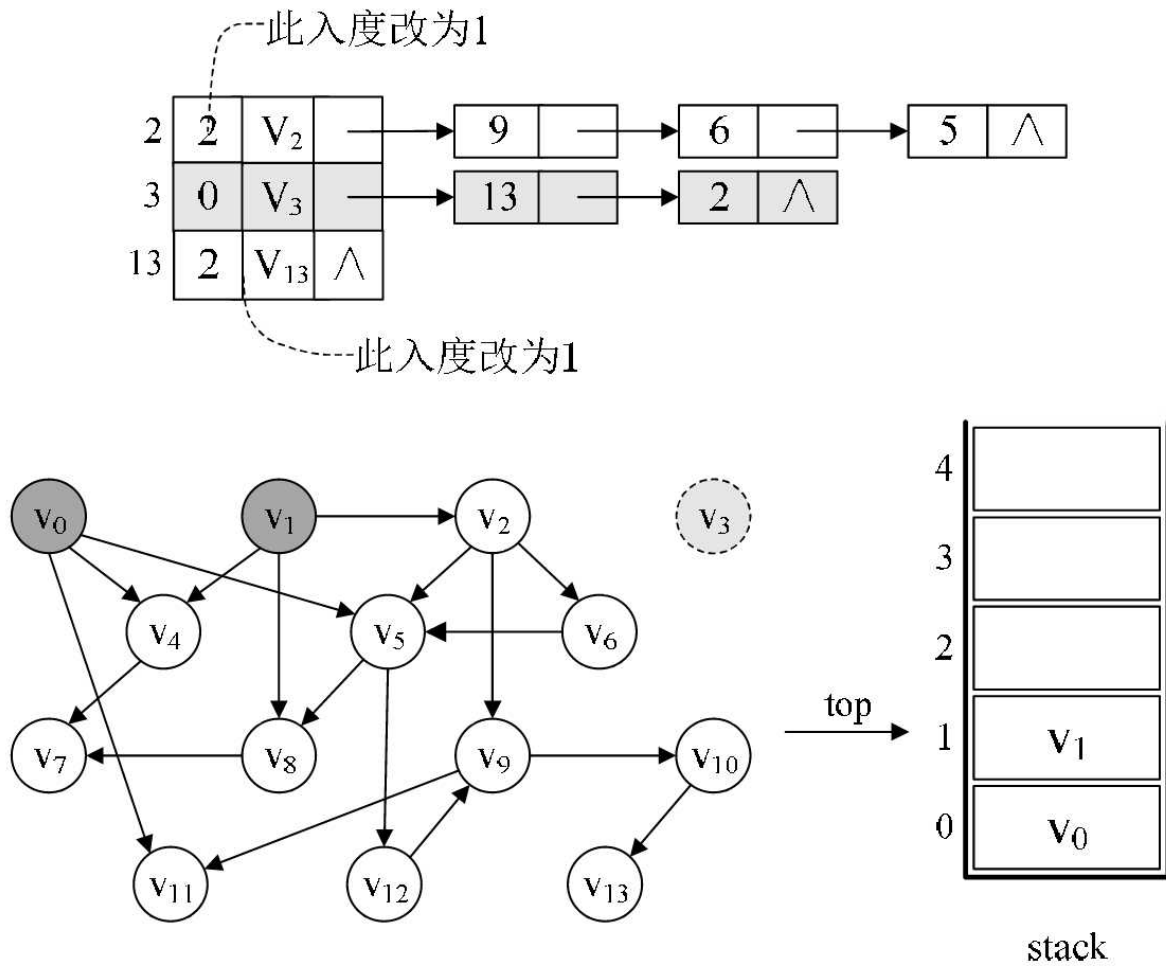 此入度改为1
2 2 V₂ 9 6 5 ∧
3 0 V₃ 13 2 ∧
13 2 V₁₃ ∧
此入度改为1
v₀ v₁ v₂ v₃
v₄ v₅ v₆
v₇ v₈ v₉ v₁₀
v₁₁ v₁₂ v₁₃
top
4
3
2
1 v₁
0 v₀
stack